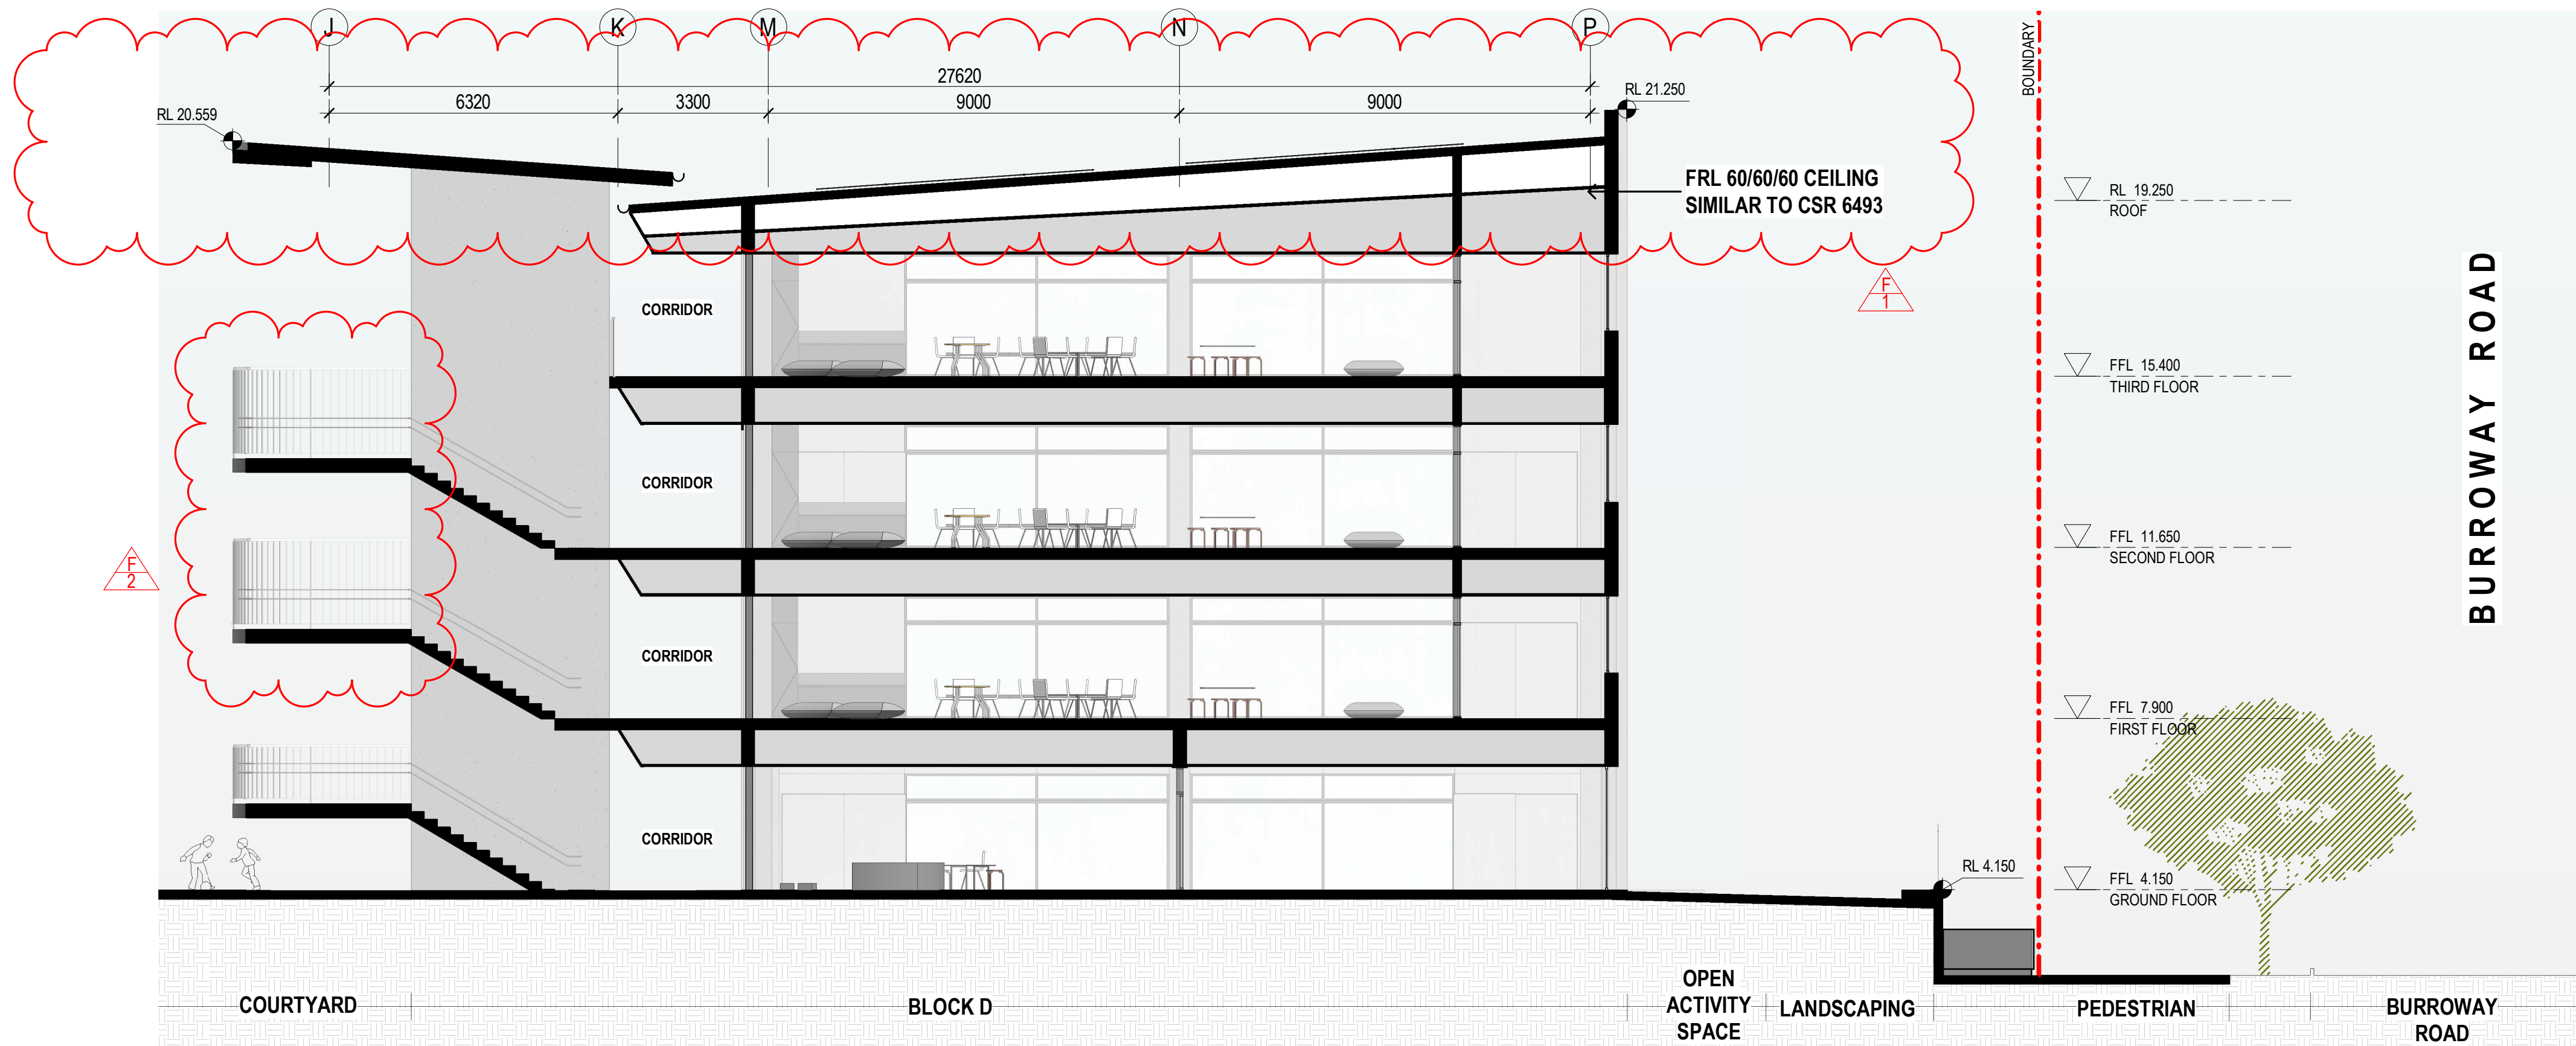 J
K
M
N
P
BOUNDARY
27620
6320
3300
9000
9000
RL 20.559
RL 21.250
FRL 60/60/60 CEILING
SIMILAR TO CSR 6493
RL 19.250
ROOF
F
1
CORRIDOR
FFL 15.400
THIRD FLOOR
BURROWAY ROAD
CORRIDOR
FFL 11.650
SECOND FLOOR
F
2
CORRIDOR
FFL 7.900
FIRST FLOOR
CORRIDOR
RL 4.150
FFL 4.150
GROUND FLOOR
COURTYARD
BLOCK D
OPEN
ACTIVITY
SPACE
LANDSCAPING
PEDESTRIAN
BURROWAY
ROAD